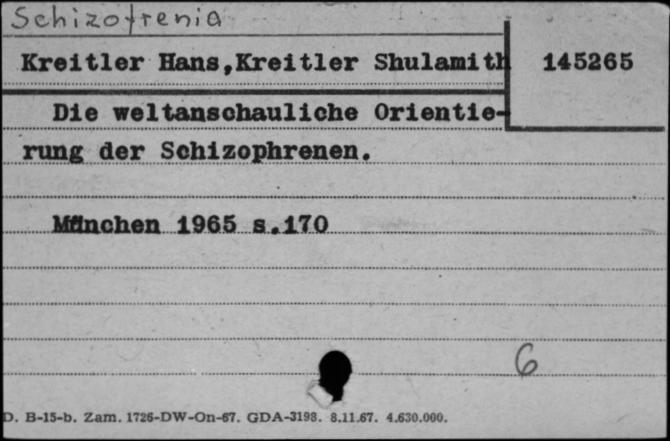 Schizofrenia
Kreitler Hans,Kreitler Shulamith 145265
Die weltanschauliche Orientie-
rung der Schizophrenen.
München 1965 s.170
6
D. B-15-b. Zam. 1726-DW-On-67. GDA-3198. 8.11.67. 4.630.000.